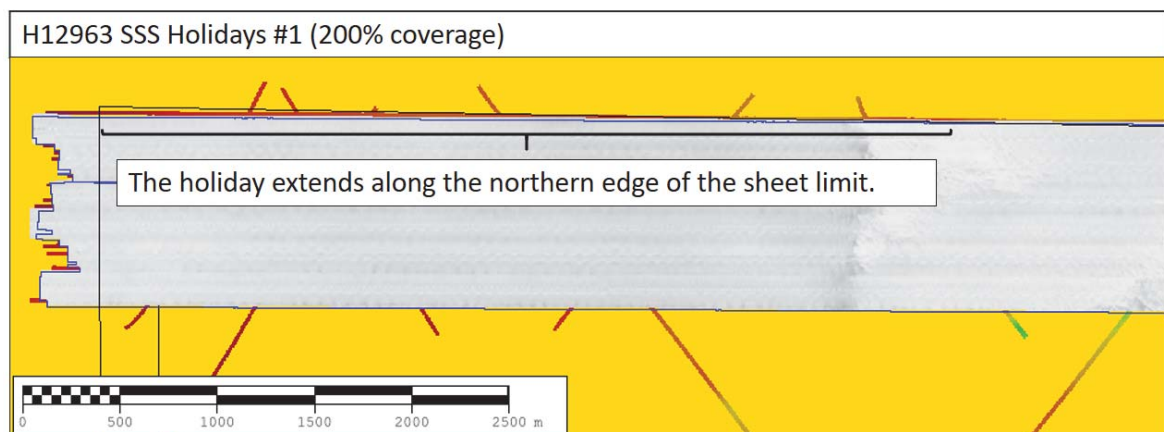 H12963 SSS Holidays #1 (200% coverage)
The holiday extends along the northern edge of the sheet limit.
0 500 1000 1500 2000 2500 m